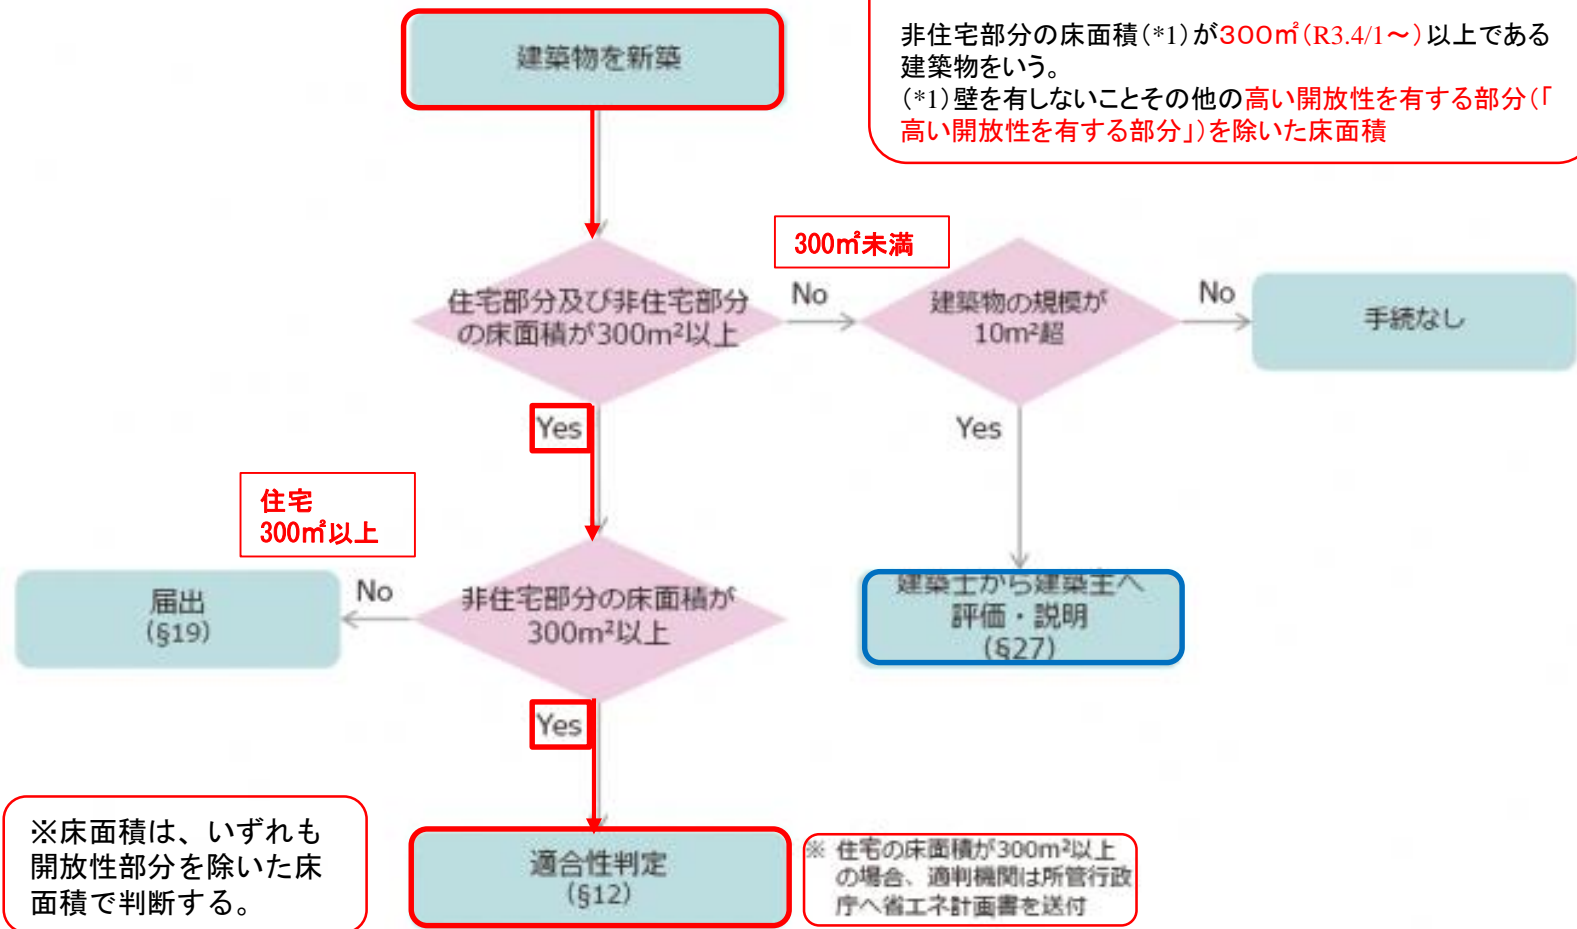 建築物を新築
非住宅部分の床面積(*1)が300㎡(R3.4/1～)以上である
建築物をいう。
(*1)壁を有しないことその他の高い開放性を有する部分(「
高い開放性を有する部分」)を除いた床面積
300㎡未満
住宅部分及び非住宅部分
の床面積が300m²以上
No
建築物の規模が
10m²超
No
手続なし
Yes
Yes
住宅
300㎡以上
届出
(§19)
No
非住宅部分の床面積が
300m²以上
建築士から建築主へ
評価・説明
(§27)
Yes
※床面積は、いずれも
開放性部分を除いた床
面積で判断する。
適合性判定
(§12)
※ 住宅の床面積が300m²以上
の場合、適判機関は所管行政
庁へ省エネ計画書を送付